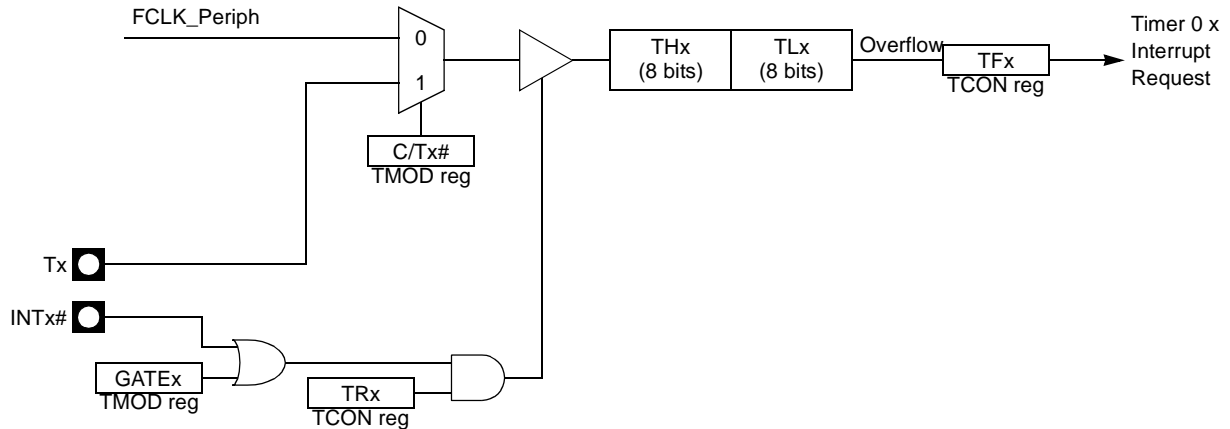 FCLK_Periph
0
1
C/Tx#
TMOD reg
THx
(8 bits)
TLx
(8 bits)
Overflow
TFx
TCON reg
Timer 0 x
Interrupt
Request
Tx
INTx#
GATEx
TMOD reg
TRx
TCON reg